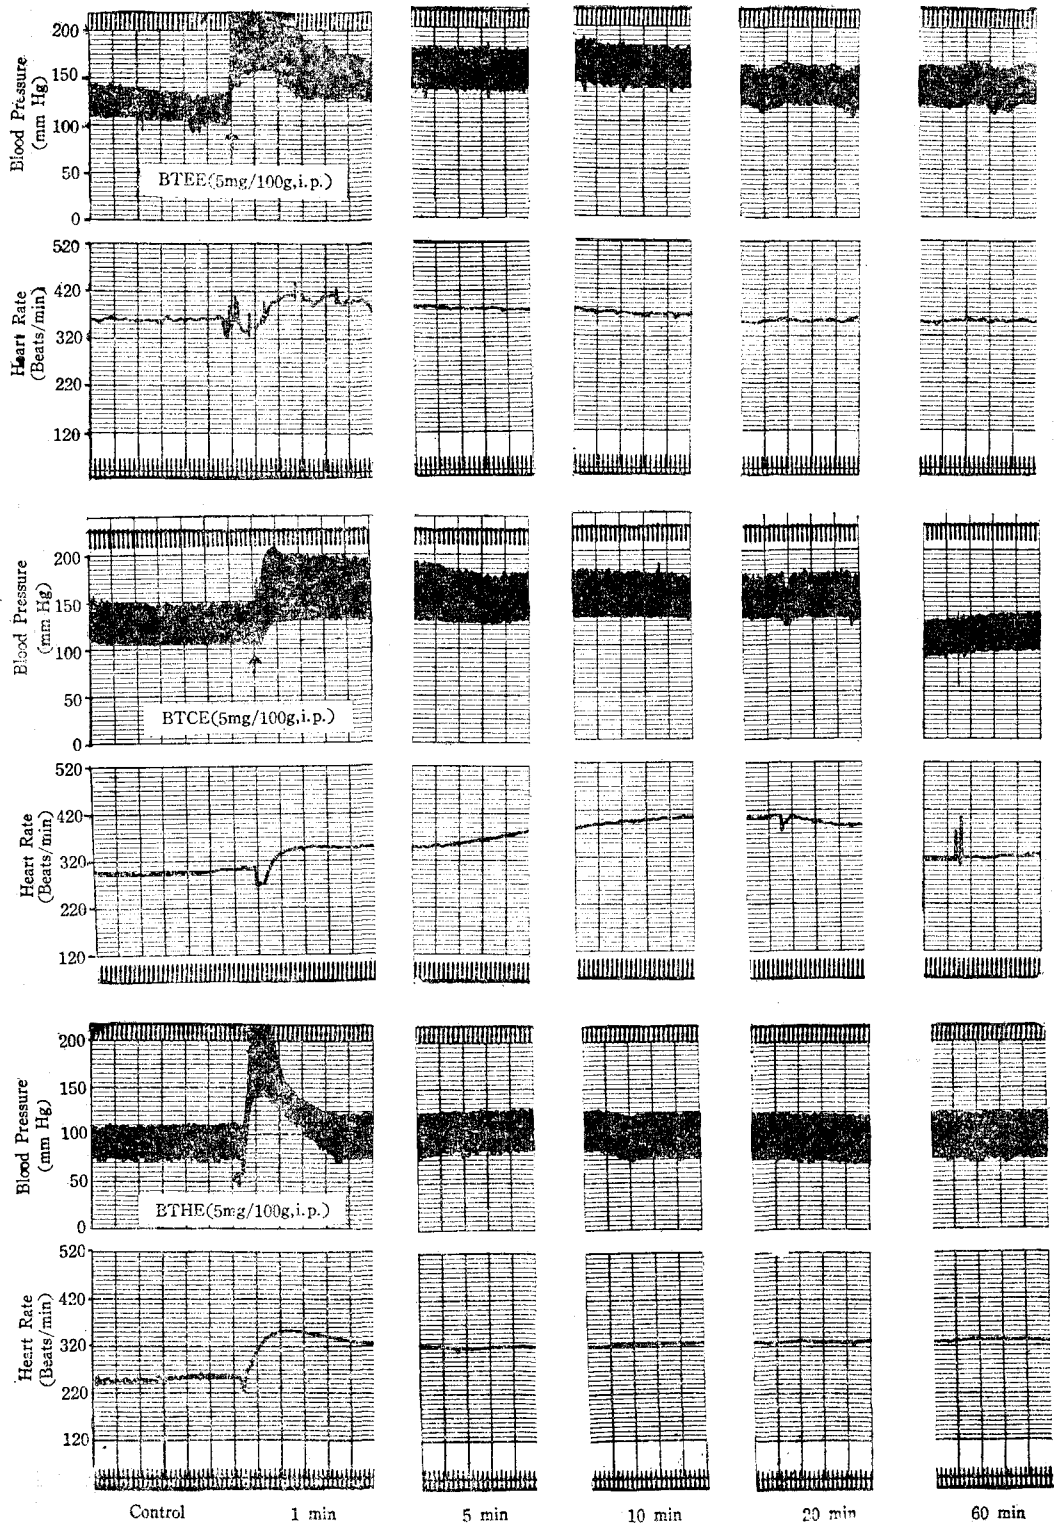 200
150
100
50
0
Blood Pressure
(mm Hg)
BTEE(5mg/100g,i.p.)
520
420
320
220
120
Heart Rate
(Beats/min)
200
150
100
50
0
Blood Pressure
(mm Hg)
BTCE(5mg/100g,i.p.)
520
420
320
220
120
Heart Rate
(Beats/min)
200
150
100
50
0
Blood Pressure
(mm Hg)
BTHE(5mg/100g,i.p.)
520
420
320
220
120
Heart Rate
(Beats/min)
Control 1 min 5 min 10 min 20 min 60 min